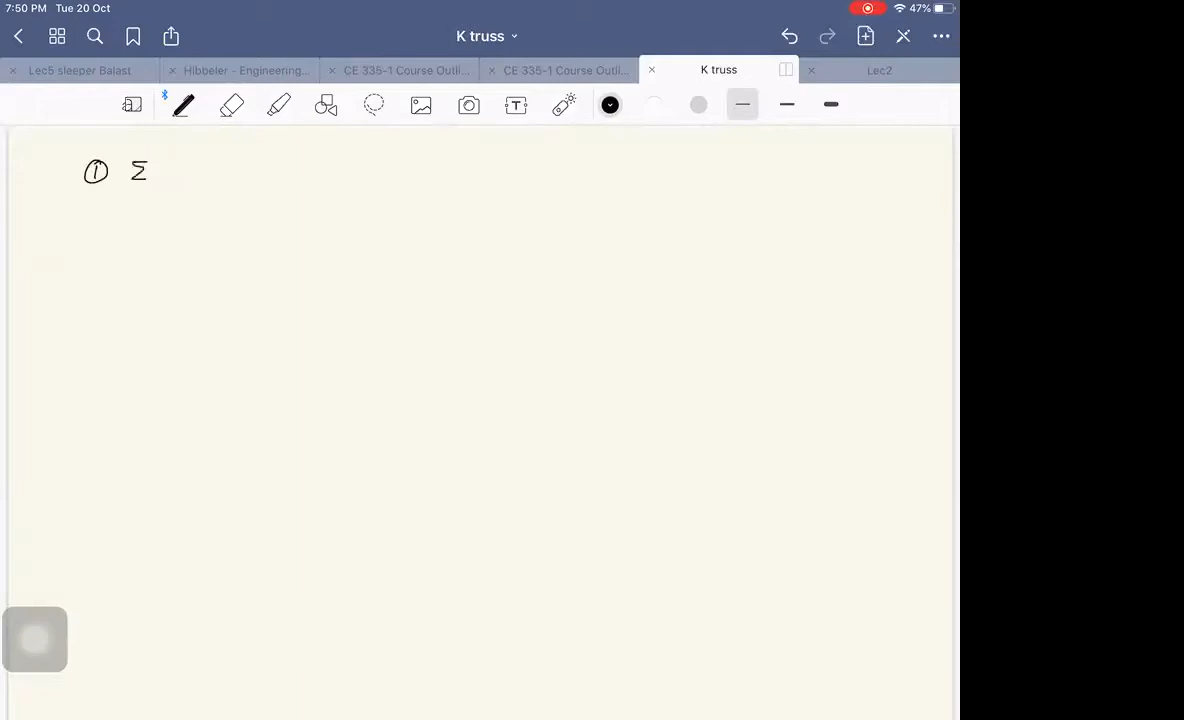 7:50 PM Tue 20 Oct
47%
K truss
Lec5 sleeper Balast
Hibbeler - Engineering...
CE 335-1 Course Outli...
CE 335-1 Course Outli...
K truss
Lec2
① Σ